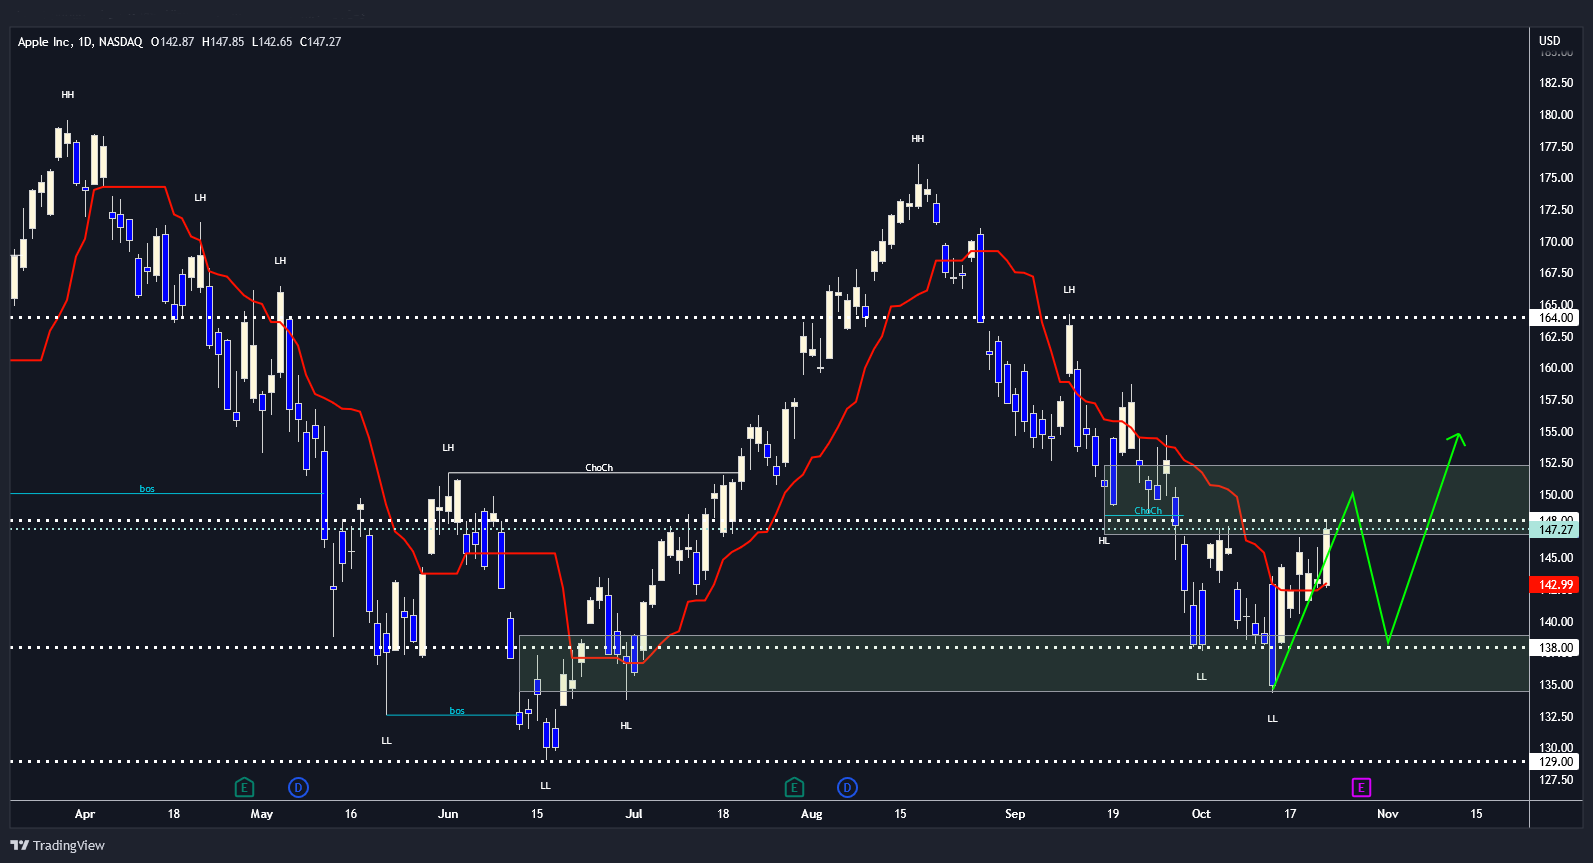 Apple Inc, 1D, NASDAQ O142.87 H147.85 L142.65 C147.27
USD
185.00
182.50
180.00
177.50
175.00
172.50
170.00
167.50
165.00
164.00
162.50
160.00
157.50
155.00
152.50
150.00
148.00
147.27
145.00
142.99
140.00
138.00
135.00
132.50
130.00
129.00
127.50
HH
LH
LH
bos
LH
ChoCh
LL
bos
LL
HL
HH
LH
ChoCh
HL
LL
LL
E
D
E
D
E
Apr 18 May 16 Jun 15 Jul 18 Aug 15 Sep 19 Oct 17 Nov 15
TradingView